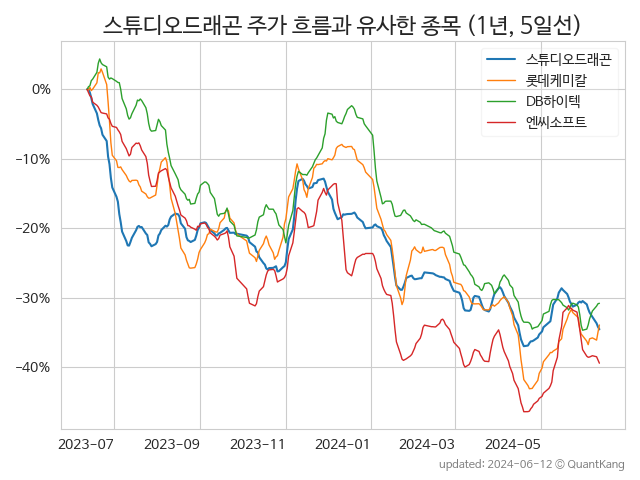 스튜디오드래곤 주가 흐름과 유사한 종목 (1년, 5일선)
스튜디오드래곤
롯데케미칼
DB하이텍
엔씨소프트
0%
−10%
−20%
−30%
−40%
2023-07 2023-09 2023-11 2024-01 2024-03 2024-05
updated: 2024-06-12 © QuantKang